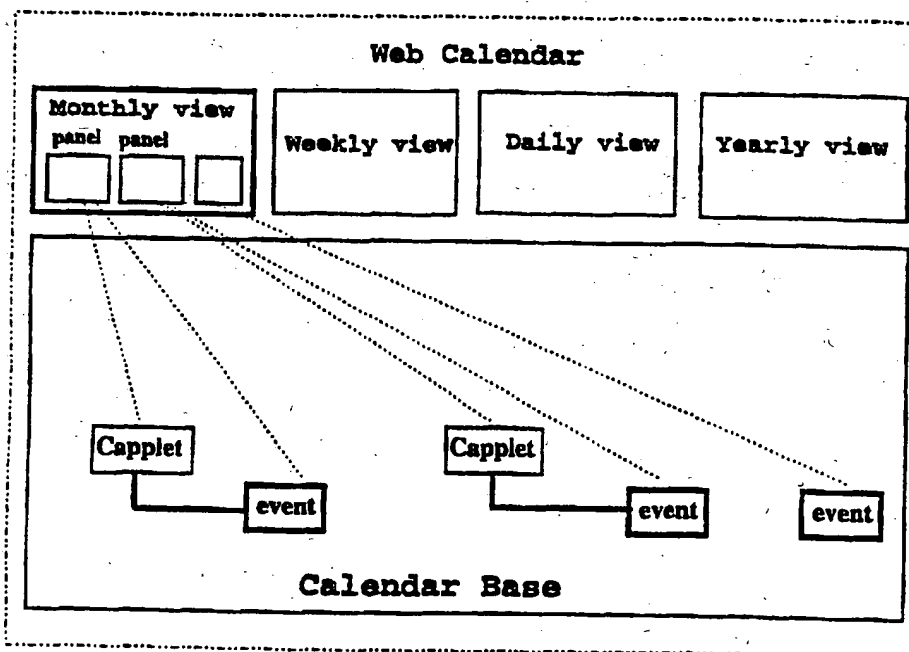 Web Calendar
Monthly view
panel panel
Weekly view
Daily view
Yearly view
Capplet
Capplet
event
event
event
Calendar Base